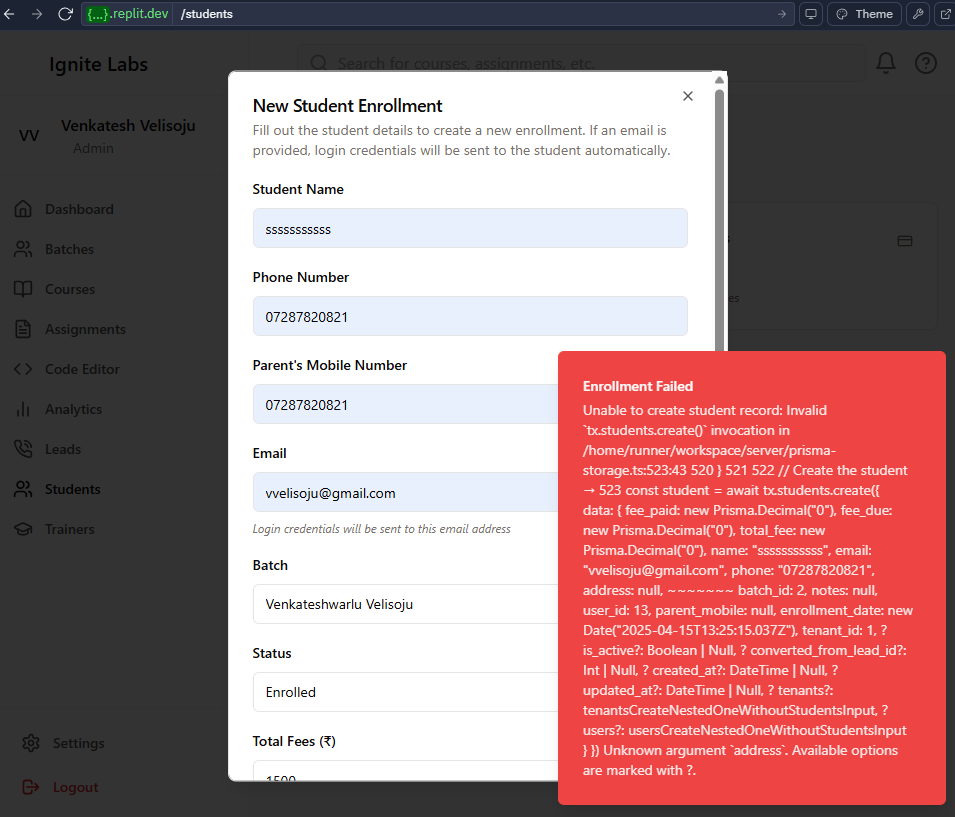 {...}.replit.dev /students
Theme
Ignite Labs
Search for courses, assignments, etc.
VV
Venkatesh Velisoju
Admin
Dashboard
Batches
Courses
Assignments
Code Editor
Analytics
Leads
Students
Trainers
Settings
Logout
New Student Enrollment
Fill out the student details to create a new enrollment. If an email is
provided, login credentials will be sent to the student automatically.
Student Name
sssssssssss
Phone Number
07287820821
Parent's Mobile Number
07287820821
Email
vvelisoju@gmail.com
Login credentials will be sent to this email address
Batch
Venkateshwarlu Velisoju
Status
Enrolled
Total Fees (₹)
1500
Enrollment Failed
Unable to create student record: Invalid
`tx.students.create()` invocation in
/home/runner/workspace/server/prisma-
storage.ts:523:43 520 } 521 522 // Create the student
→ 523 const student = await tx.students.create({
data: { fee_paid: new Prisma.Decimal("0"), fee_due:
new Prisma.Decimal("0"), total_fee: new
Prisma.Decimal("0"), name: "sssssssssss", email:
"vvelisoju@gmail.com", phone: "07287820821",
address: null, ~~~~~~~ batch_id: 2, notes: null,
user_id: 13, parent_mobile: null, enrollment_date: new
Date("2025-04-15T13:25:15.037Z"), tenant_id: 1, ?
is_active?: Boolean | Null, ? converted_from_lead_id?:
Int | Null, ? created_at?: DateTime | Null, ?
updated_at?: DateTime | Null, ? tenants?:
tenantsCreateNestedOneWithoutStudentsInput, ?
users?: usersCreateNestedOneWithoutStudentsInput
} }) Unknown argument `address`. Available options
are marked with ?.